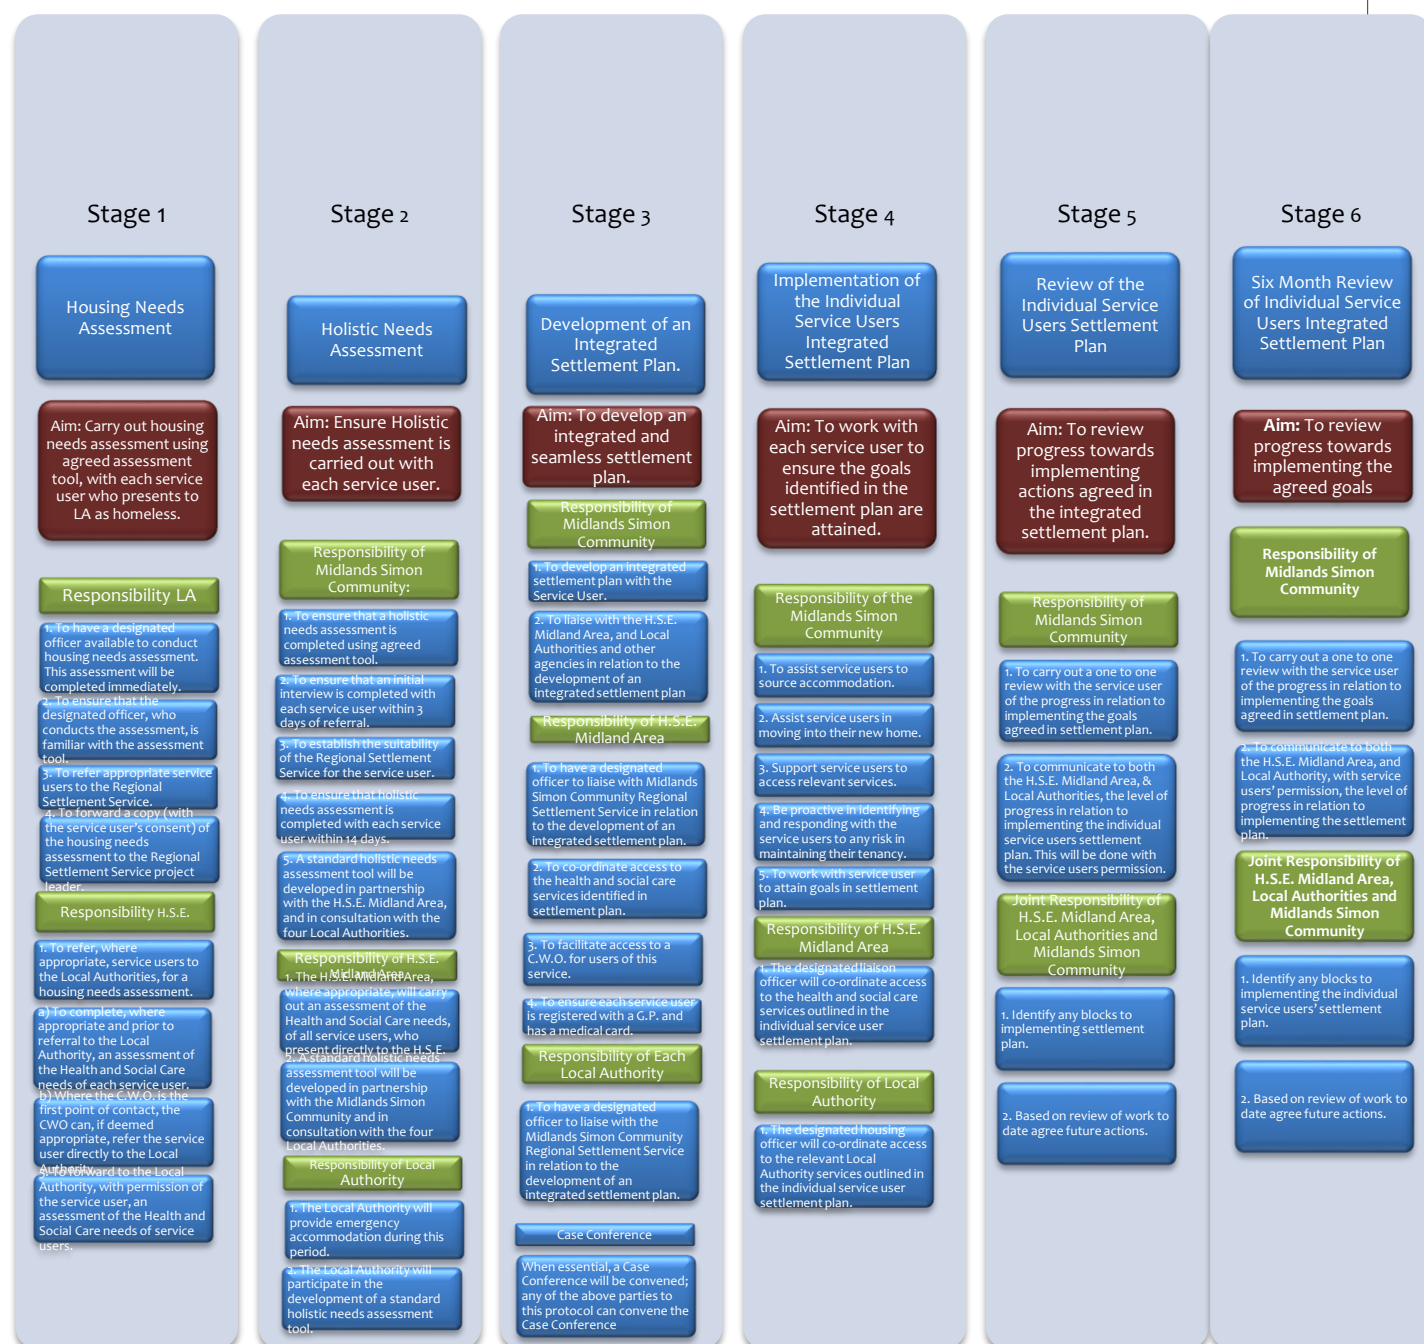 Stage 1
Housing Needs
Assessment
Aim: Carry out housing
needs assessment using
agreed assessment
tool, with each service
user who presents to
LA as homeless.
Responsibility LA
1. To have a designated
officer available to conduct
housing needs assessment.
This assessment will be
completed immediately.
2. To ensure that the
designated officer, who
conducts the assessment, is
familiar with the assessment
tool.
3. To refer appropriate service
users to the Regional
Settlement Service.
4. To forward a copy (with
the service user's consent) of
the housing needs
assessment to the Regional
Settlement Service project
leader.
Responsibility H.S.E.
1. To refer, where
appropriate, service users to
the Local Authorities, for a
housing needs assessment.
a) To complete, where
appropriate and prior to
referral to the Local
Authority, an assessment of
the Health and Social Care
needs of each service user.
b) Where the C.W.O. is the
first point of contact, the
CWO can, if deemed
appropriate, refer the service
user directly to the Local
Authority.
3. To forward to the Local
Authority, with permission of
the service user, an
assessment of the Health and
Social Care needs of service
users.
Stage 2
Holistic Needs
Assessment
Aim: Ensure Holistic
needs assessment is
carried out with
each service user.
Responsibility of
Midlands Simon
Community:
1. To ensure that a holistic
needs assessment is
completed using agreed
assessment tool.
2. To ensure that an initial
interview is completed with
each service user within 3
days of referral.
3. To establish the suitability
of the Regional Settlement
Service for the service user.
4. To ensure that holistic
needs assessment is
completed with each service
user within 14 days.
5. A standard holistic needs
assessment tool will be
developed in partnership
with the H.S.E. Midland Area,
and in consultation with the
four Local Authorities.
Responsibility of H.S.E.
Midland Area
1. The H.S.E. Midland Area,
where appropriate, will carry
out an assessment of the
Health and Social Care needs,
of all service users, who
present directly to the H.S.E.
2. A standard holistic needs
assessment tool will be
developed in partnership
with the Midlands Simon
Community and in
consultation with the four
Local Authorities.
Responsibility of Local
Authority
1. The Local Authority will
provide emergency
accommodation during this
period.
2. The Local Authority will
participate in the
development of a standard
holistic needs assessment
tool.
Stage 3
Development of an
Integrated
Settlement Plan.
Aim: To develop an
integrated and
seamless settlement
plan.
Responsibility of
Midlands Simon
Community
1. To develop an integrated
settlement plan with the
Service User.
2. To liaise with the H.S.E.
Midland Area, and Local
Authorities and other
agencies in relation to the
development of an
integrated settlement plan
Responsibility of H.S.E.
Midland Area
1. To have a designated
officer to liaise with Midlands
Simon Community Regional
Settlement Service in relation
to the development of an
integrated settlement plan.
2. To co-ordinate access to
the health and social care
services identified in
settlement plan.
3. To facilitate access to a
C.W.O. for users of this
service.
4. To ensure each service user
is registered with a G.P. and
has a medical card.
Responsibility of Each
Local Authority
1. To have a designated
officer to liaise with the
Midlands Simon Community
Regional Settlement Service
in relation to the
development of an
integrated settlement plan.
Case Conference
When essential, a Case
Conference will be convened;
any of the above parties to
this protocol can convene the
Case Conference
Stage 4
Implementation of
the Individual
Service Users
Integrated
Settlement Plan
Aim: To work with
each service user to
ensure the goals
identified in the
settlement plan are
attained.
Responsibility of the
Midlands Simon
Community
1. To assist service users to
source accommodation.
2. Assist service users in
moving into their new home.
3. Support service users to
access relevant services.
4. Be proactive in identifying
and responding with the
service users to any risk in
maintaining their tenancy.
5. To work with service user
to attain goals in settlement
plan.
Responsibility of H.S.E.
Midland Area
1. The designated liaison
officer will co-ordinate access
to the health and social care
services outlined in the
individual service user
settlement plan.
Responsibility of Local
Authority
1. The designated housing
officer will co-ordinate access
to the relevant Local
Authority services outlined in
the individual service user
settlement plan.
Stage 5
Review of the
Individual Service
Users Settlement
Plan
Aim: To review
progress towards
implementing
actions agreed in
the integrated
settlement plan.
Responsibility of
Midlands Simon
Community
1. To carry out a one to one
review with the service user
of the progress in relation to
implementing the goals
agreed in settlement plan.
2. To communicate to both
the H.S.E. Midland Area, &
Local Authorities, the level of
progress in relation to
implementing the individual
service users settlement
plan. This will be done with
the service users permission.
Joint Responsibility of
H.S.E. Midland Area,
Local Authorities and
Midlands Simon
Community
1. Identify any blocks to
implementing settlement
plan.
2. Based on review of work to
date agree future actions.
Stage 6
Six Month Review
of Individual Service
Users Integrated
Settlement Plan
Aim: To review
progress towards
implementing the
agreed goals
Responsibility of
Midlands Simon
Community
1. To carry out a one to one
review with the service user
of the progress in relation to
implementing the goals
agreed in settlement plan.
2. To communicate to both
the H.S.E. Midland Area, and
Local Authority, with service
users' permission, the level of
progress in relation to
implementing the settlement
plan.
Joint Responsibility of
H.S.E. Midland Area,
Local Authorities and
Midlands Simon
Community
1. Identify any blocks to
implementing the individual
service users' settlement
plan.
2. Based on review of work to
date agree future actions.